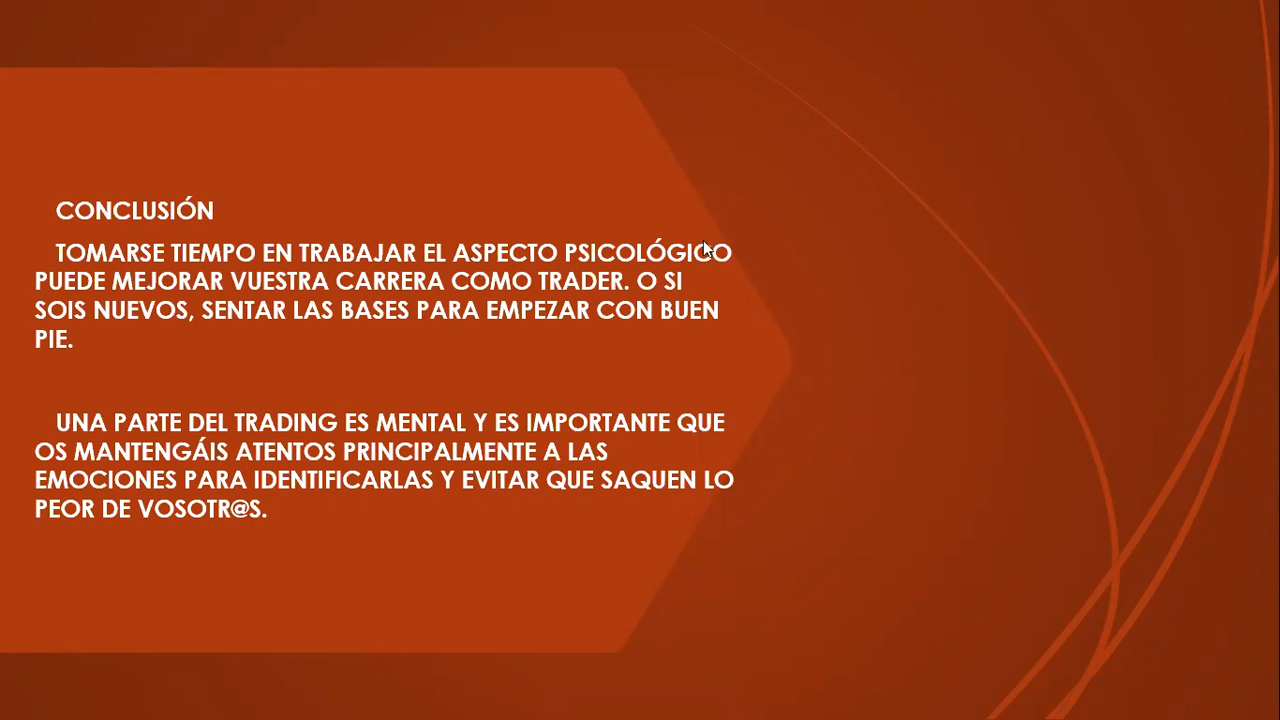 CONCLUSIÓN
TOMARSE TIEMPO EN TRABAJAR EL ASPECTO PSICOLÓGICO
PUEDE MEJORAR VUESTRA CARRERA COMO TRADER. O SI
SOIS NUEVOS, SENTAR LAS BASES PARA EMPEZAR CON BUEN
PIE.
UNA PARTE DEL TRADING ES MENTAL Y ES IMPORTANTE QUE
OS MANTENGÁIS ATENTOS PRINCIPALMENTE A LAS
EMOCIONES PARA IDENTIFICARLAS Y EVITAR QUE SAQUEN LO
PEOR DE VOSOTR@S.